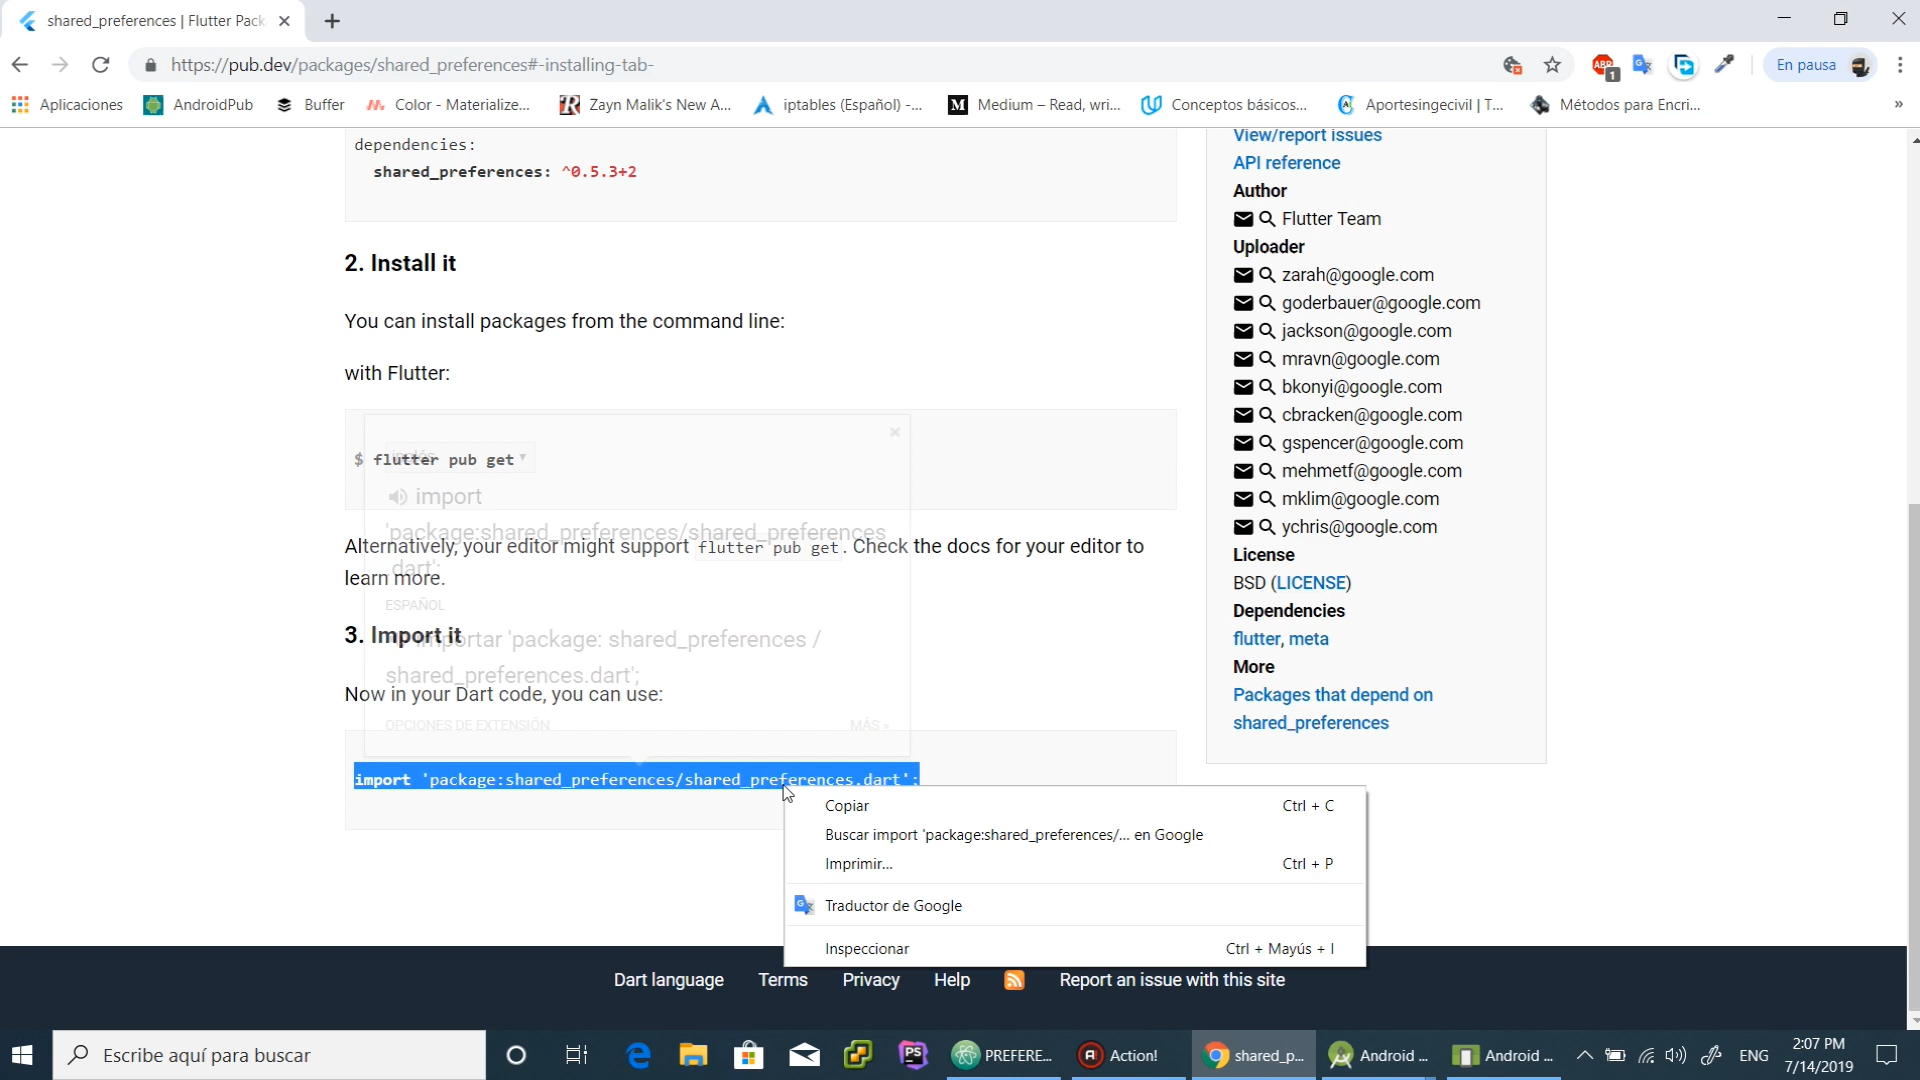 shared_preferences | Flutter Pack
https://pub.dev/packages/shared_preferences#-installing-tab-
ABP
1
En pausa
Aplicaciones
AndroidPub
Buffer
Color - Materialize...
Zayn Malik's New A...
iptables (Español) -...
Medium – Read, wri...
Conceptos básicos...
Aportesingecivil | T...
Métodos para Encri...
»
dependencies:
shared_preferences: ^0.5.3+2
2. Install it
You can install packages from the command line:
with Flutter:
$ flutter pub get
import
'package:shared_preferences/shared_preferences
Alternatively, your editor might support flutter pub get. Check the docs for your editor to
.dart';
learn more.
ESPAÑOL
3. Import it
importar 'package: shared_preferences /
shared_preferences.dart';
Now in your Dart code, you can use:
OPCIONES DE EXTENSIÓN
MÁS »
import 'package:shared_preferences/shared_preferences.dart';
Copiar Ctrl + C
Buscar import 'package:shared_preferences/... en Google
Imprimir... Ctrl + P
Traductor de Google
Inspeccionar Ctrl + Mayús + I
View/report issues
API reference
Author
Flutter Team
Uploader
zarah@google.com
goderbauer@google.com
jackson@google.com
mravn@google.com
bkonyi@google.com
cbracken@google.com
gspencer@google.com
mehmetf@google.com
mklim@google.com
ychris@google.com
License
BSD (LICENSE)
Dependencies
flutter, meta
More
Packages that depend on
shared_preferences
Dart language
Terms
Privacy
Help
Report an issue with this site
Escribe aquí para buscar
PS
PREFERE...
Action!
shared_p...
Android ...
Android ...
ENG
2:07 PM
7/14/2019